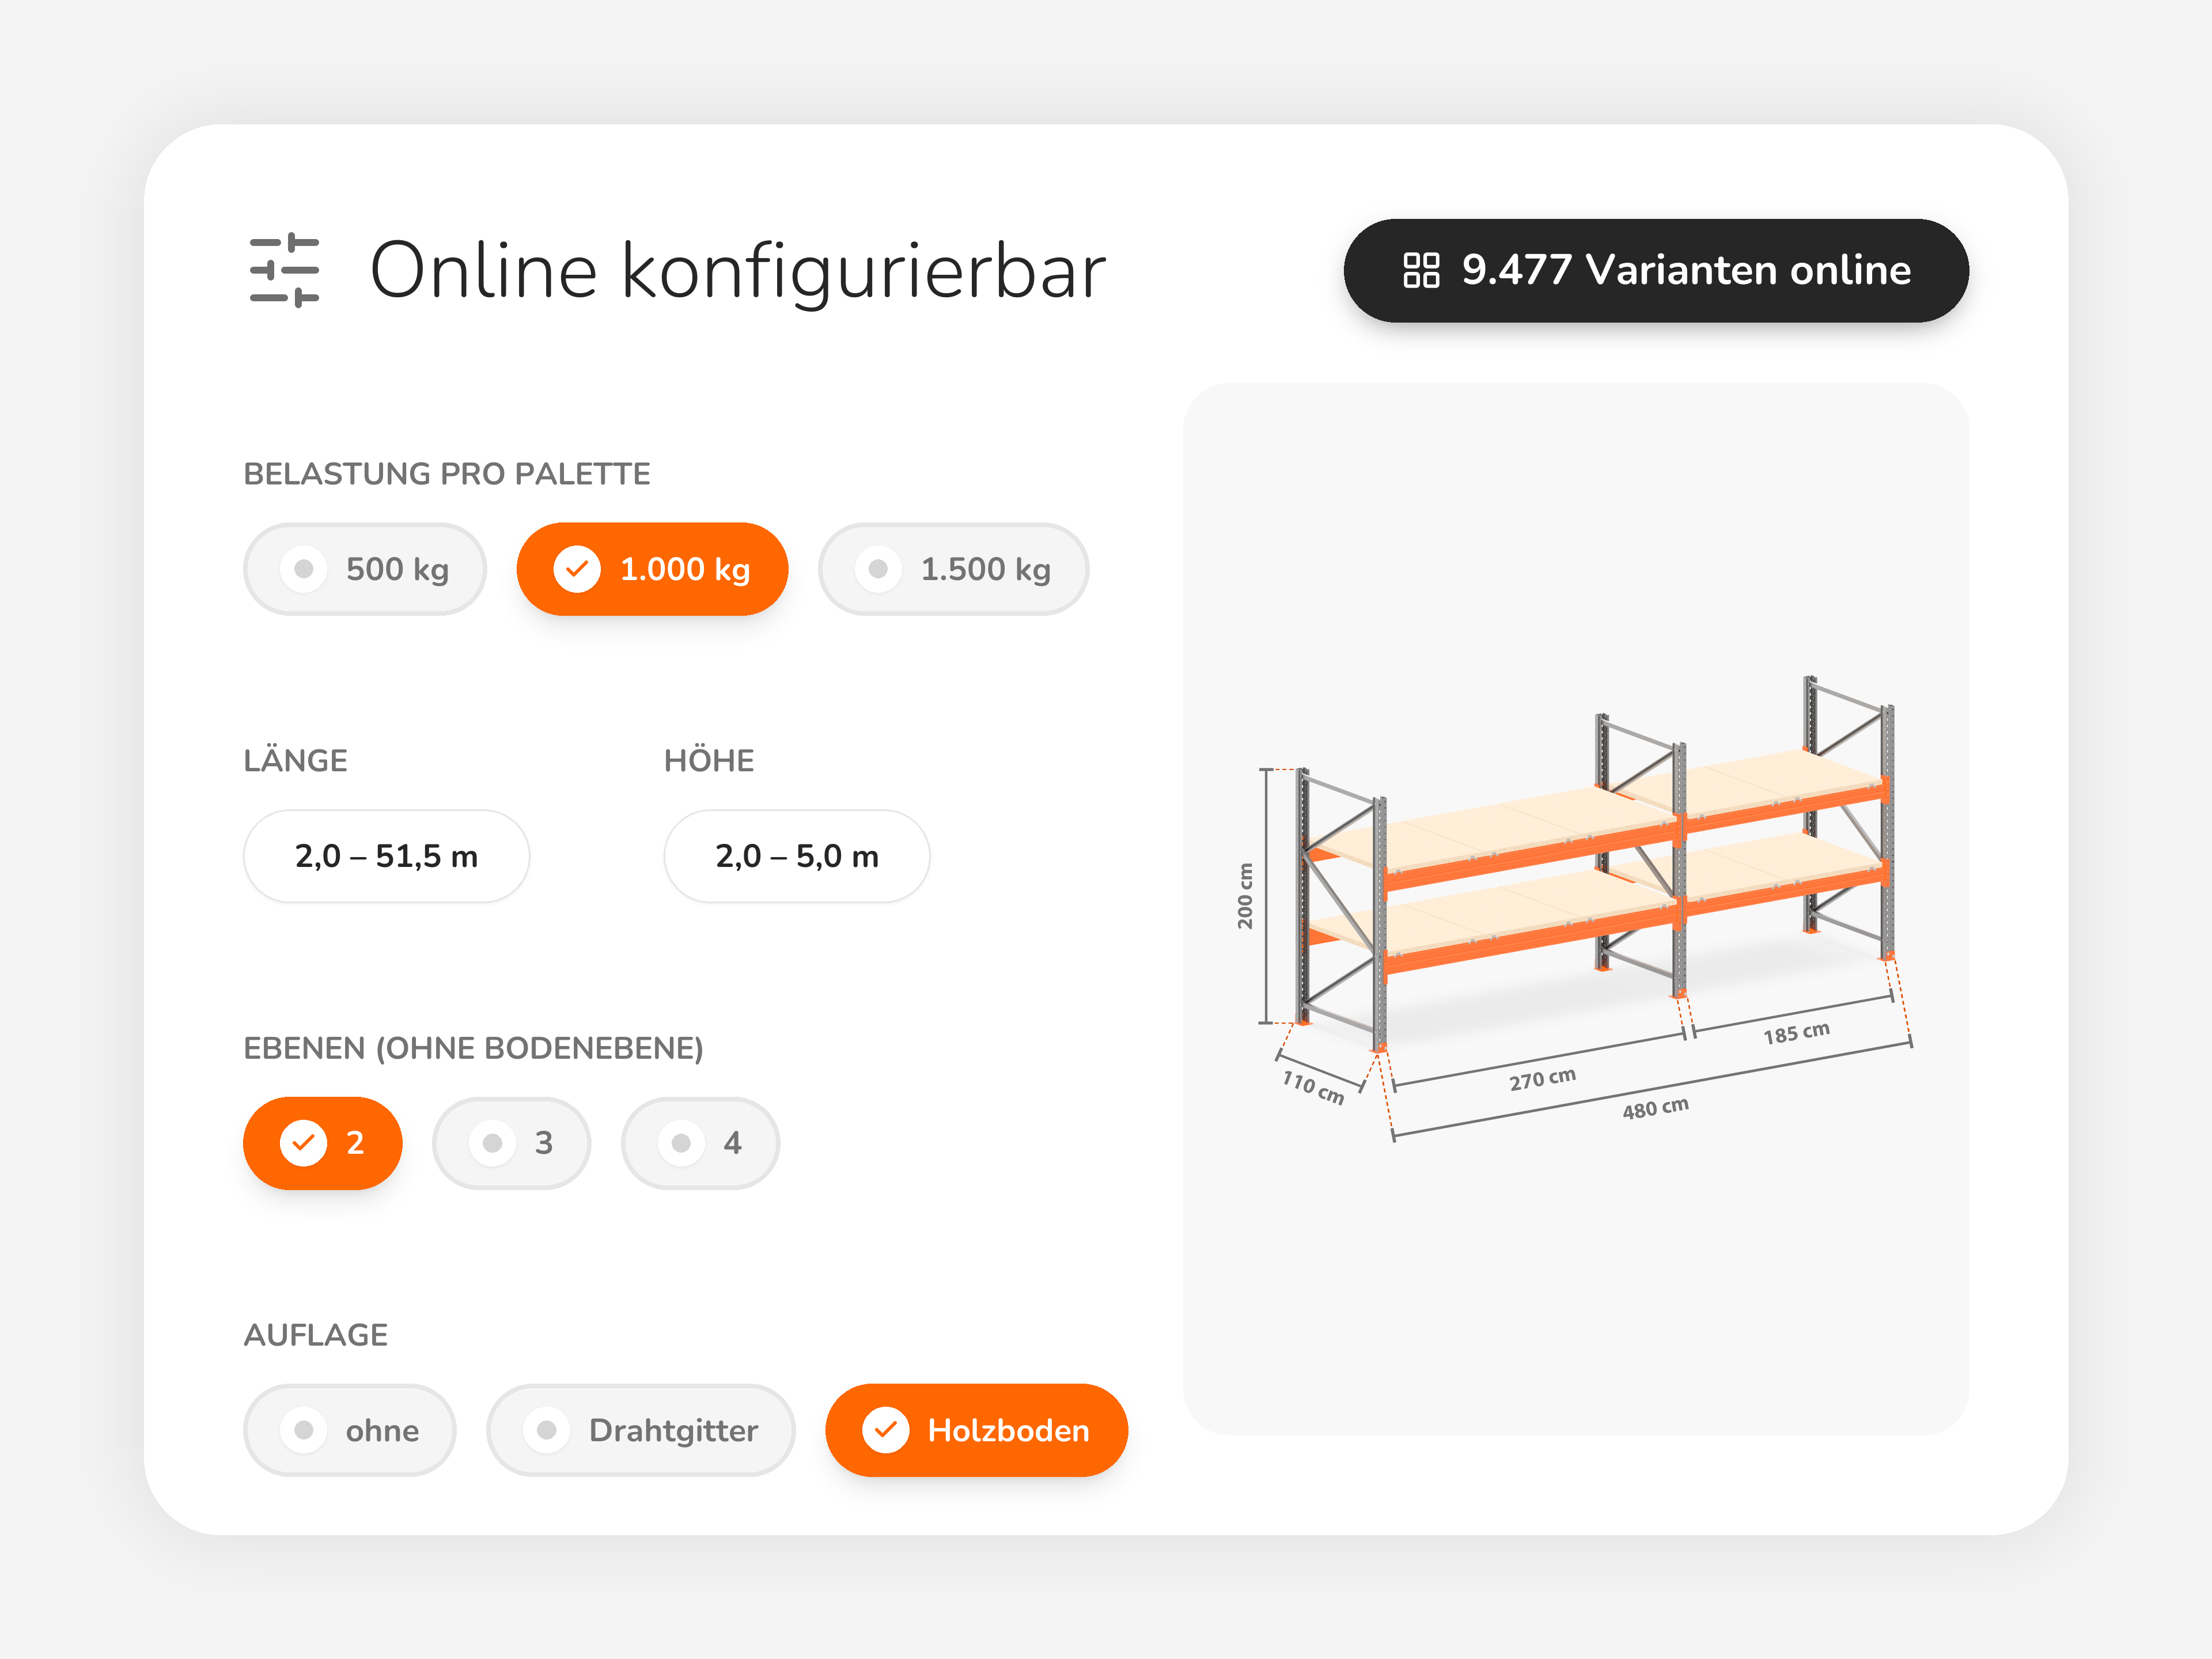 Online konfigurierbar
9.477 Varianten online
BELASTUNG PRO PALETTE
500 kg
1.000 kg
1.500 kg
LÄNGE
HÖHE
2,0 – 51,5 m
2,0 – 5,0 m
EBENEN (OHNE BODENEBENE)
2
3
4
AUFLAGE
ohne
Drahtgitter
Holzboden
200 cm
110 cm
270 cm
185 cm
480 cm